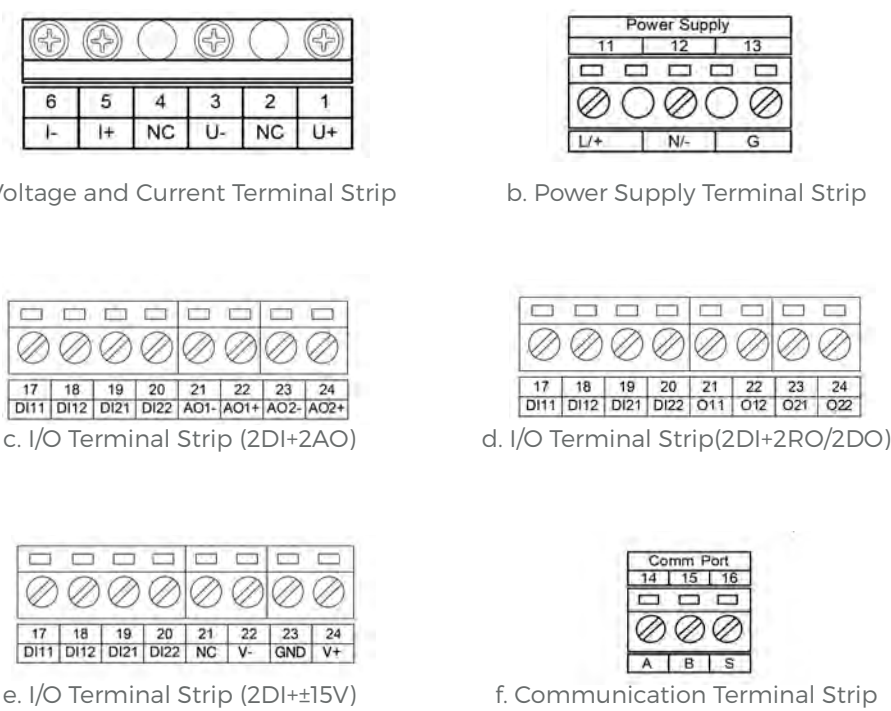 6 5 4 3 2 1
I- I+ NC U- NC U+
Voltage and Current Terminal Strip
Power Supply
11 12 13
L/+ N/- G
b. Power Supply Terminal Strip
17 18 19 20 21 22 23 24
DI11 DI12 DI21 DI22 AO1- AO1+ AO2- AO2+
c. I/O Terminal Strip (2DI+2AO)
17 18 19 20 21 22 23 24
DI11 DI12 DI21 DI22 O11 O12 O21 O22
d. I/O Terminal Strip(2DI+2RO/2DO)
17 18 19 20 21 22 23 24
DI11 DI12 DI21 DI22 NC V- GND V+
e. I/O Terminal Strip (2DI+±15V)
Comm Port
14 15 16
A B S
f. Communication Terminal Strip